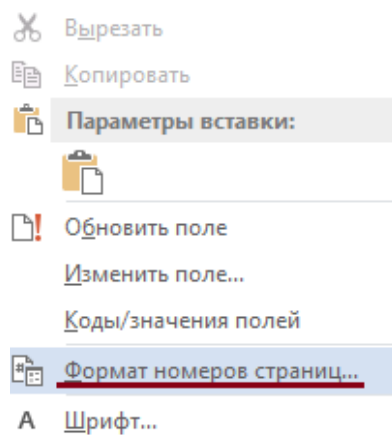 Вырезать
Копировать
Параметры вставки:
Обновить поле
Изменить поле...
Коды/значения полей
Формат номеров страниц...
Шрифт...